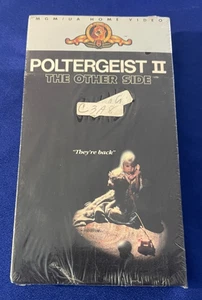 MGM/UA HOME VIDEO
POLTERGEIST II
THE OTHER SIDE
"They're back"